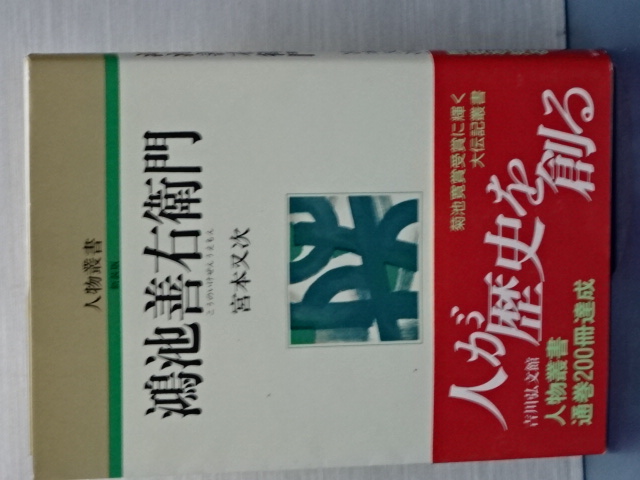 人物叢書
新装版
鴻池善右衛門
こうのいけぜんうえもん
宮本又次
菊池寛賞受賞に輝く
大伝記叢書
人が歴史を創る
吉川弘文館
人物叢書
通巻200冊達成